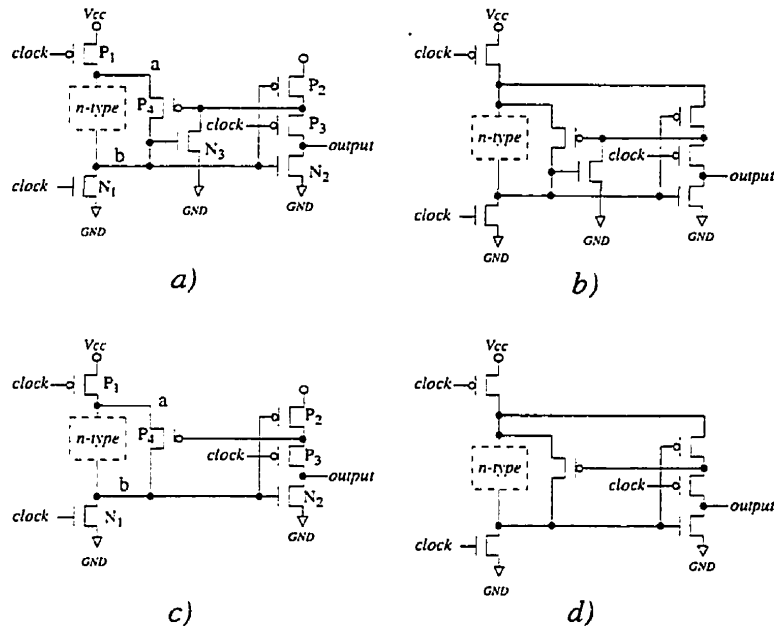 Vcc
clock
P1
a
n-type
P4
P2
clock
P3
output
b
N3
N2
clock
N1
GND
GND
GND
a)
Vcc
clock
n-type
clock
output
clock
GND
GND
GND
b)
Vcc
clock
P1
a
n-type
P4
P2
clock
P3
output
b
N2
clock
N1
GND
GND
c)
Vcc
clock
n-type
clock
output
clock
GND
GND
d)